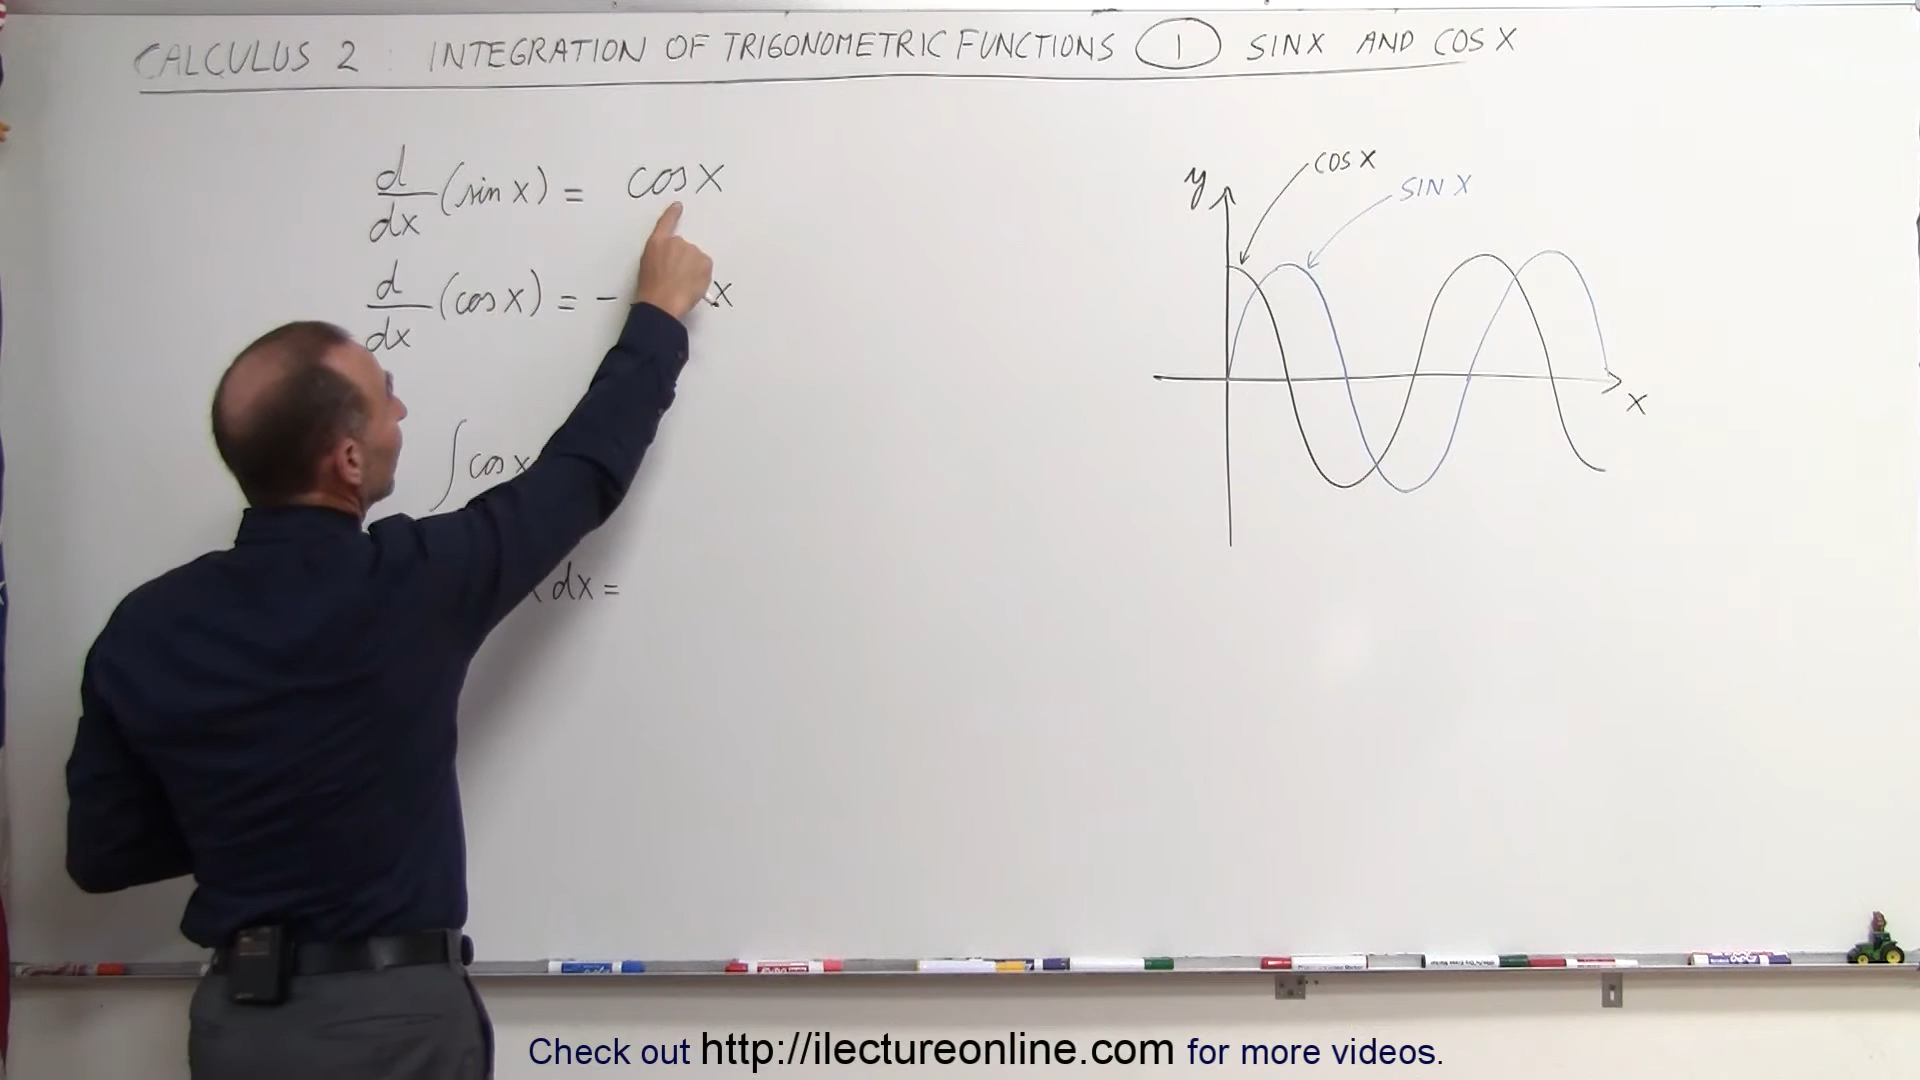 CALCULUS 2 : INTEGRATION OF TRIGONOMETRIC FUNCTIONS 1 SIN X AND COS X
d/dx (sin x) = cos x
d/dx (cos x) = - x
∫ cos x
dx =
y
COS X
SIN X
x
Check out http://ilectureonline.com for more videos.